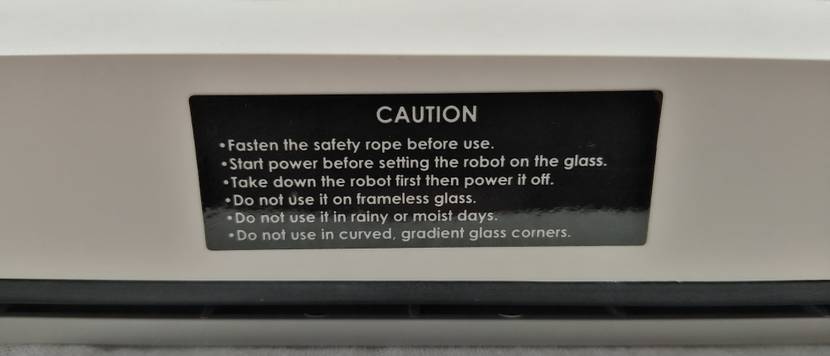 CAUTION
•Fasten the safety rope before use.
•Start power before setting the robot on the glass.
•Take down the robot first then power it off.
•Do not use it on frameless glass.
•Do not use it in rainy or moist days.
•Do not use in curved, gradient glass corners.